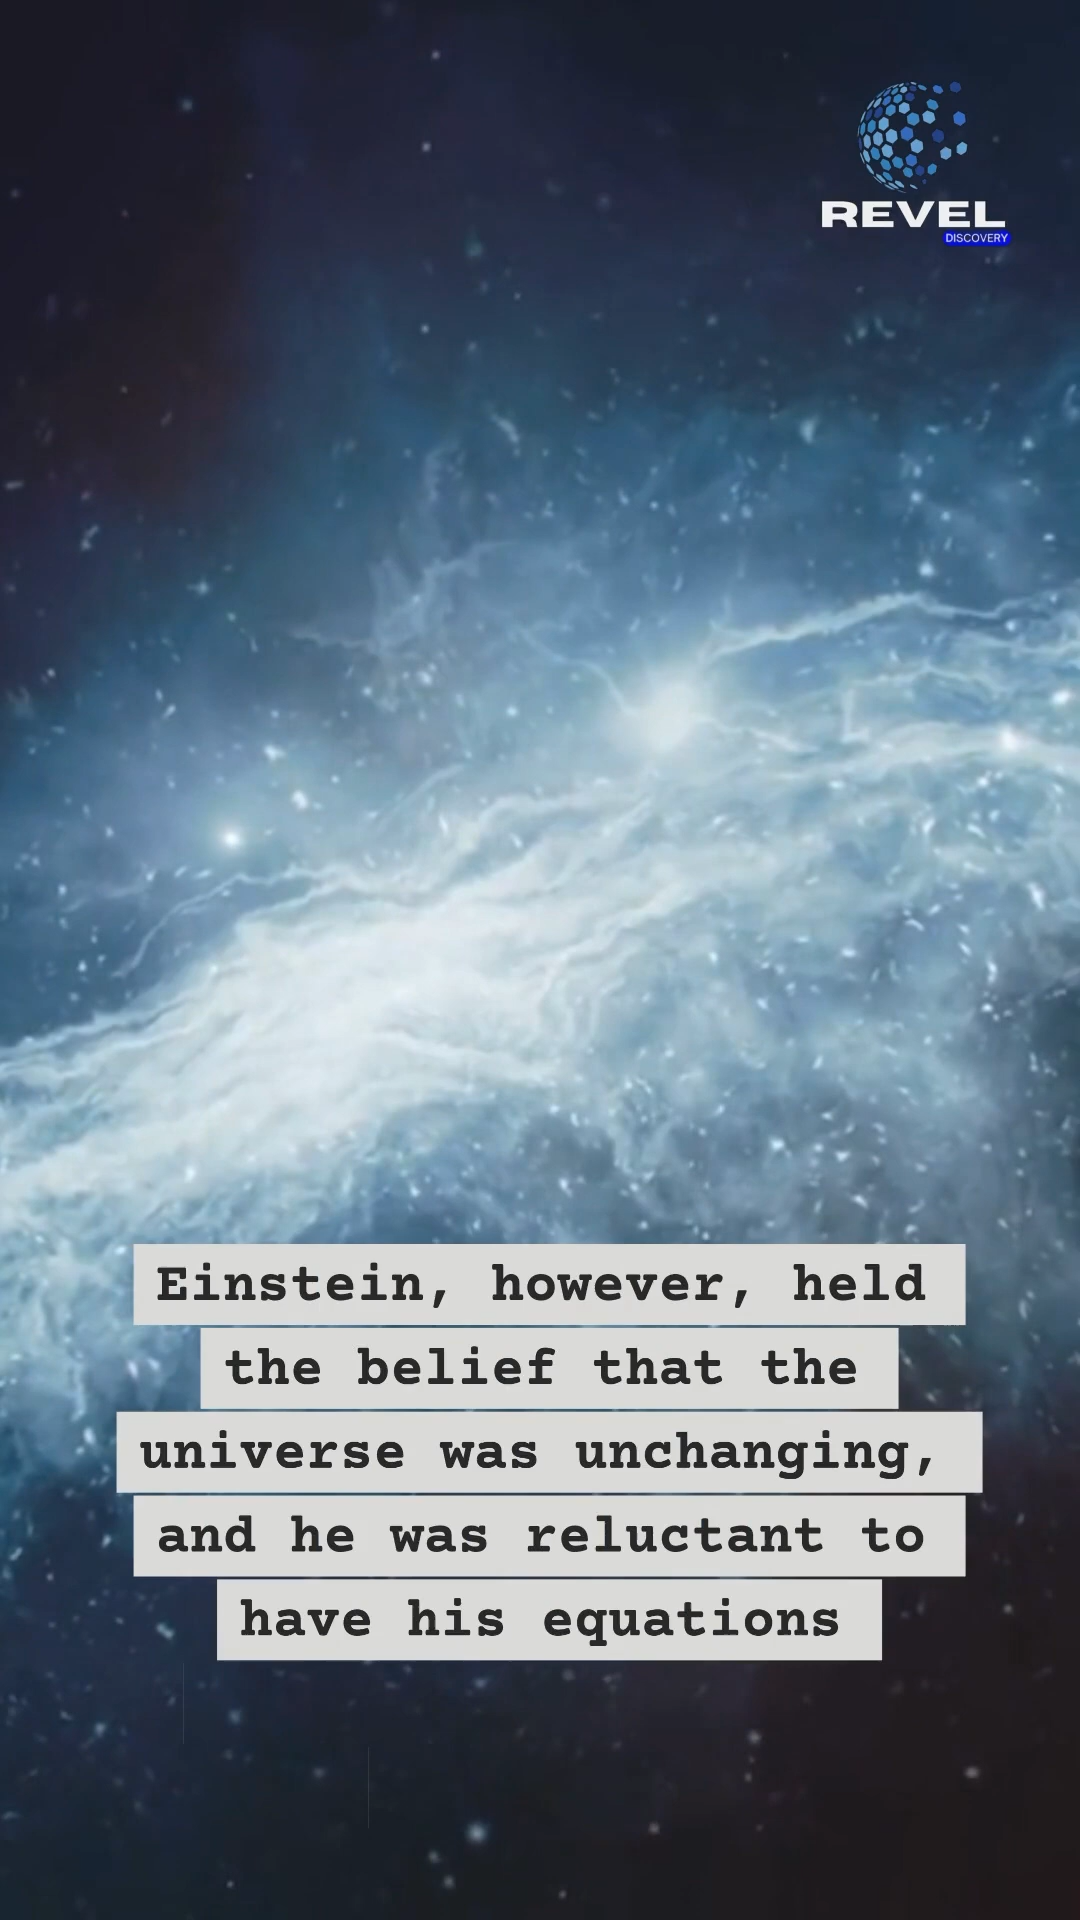 REVEL
DISCOVERY
Einstein, however, held
the belief that the
universe was unchanging,
and he was reluctant to
have his equations